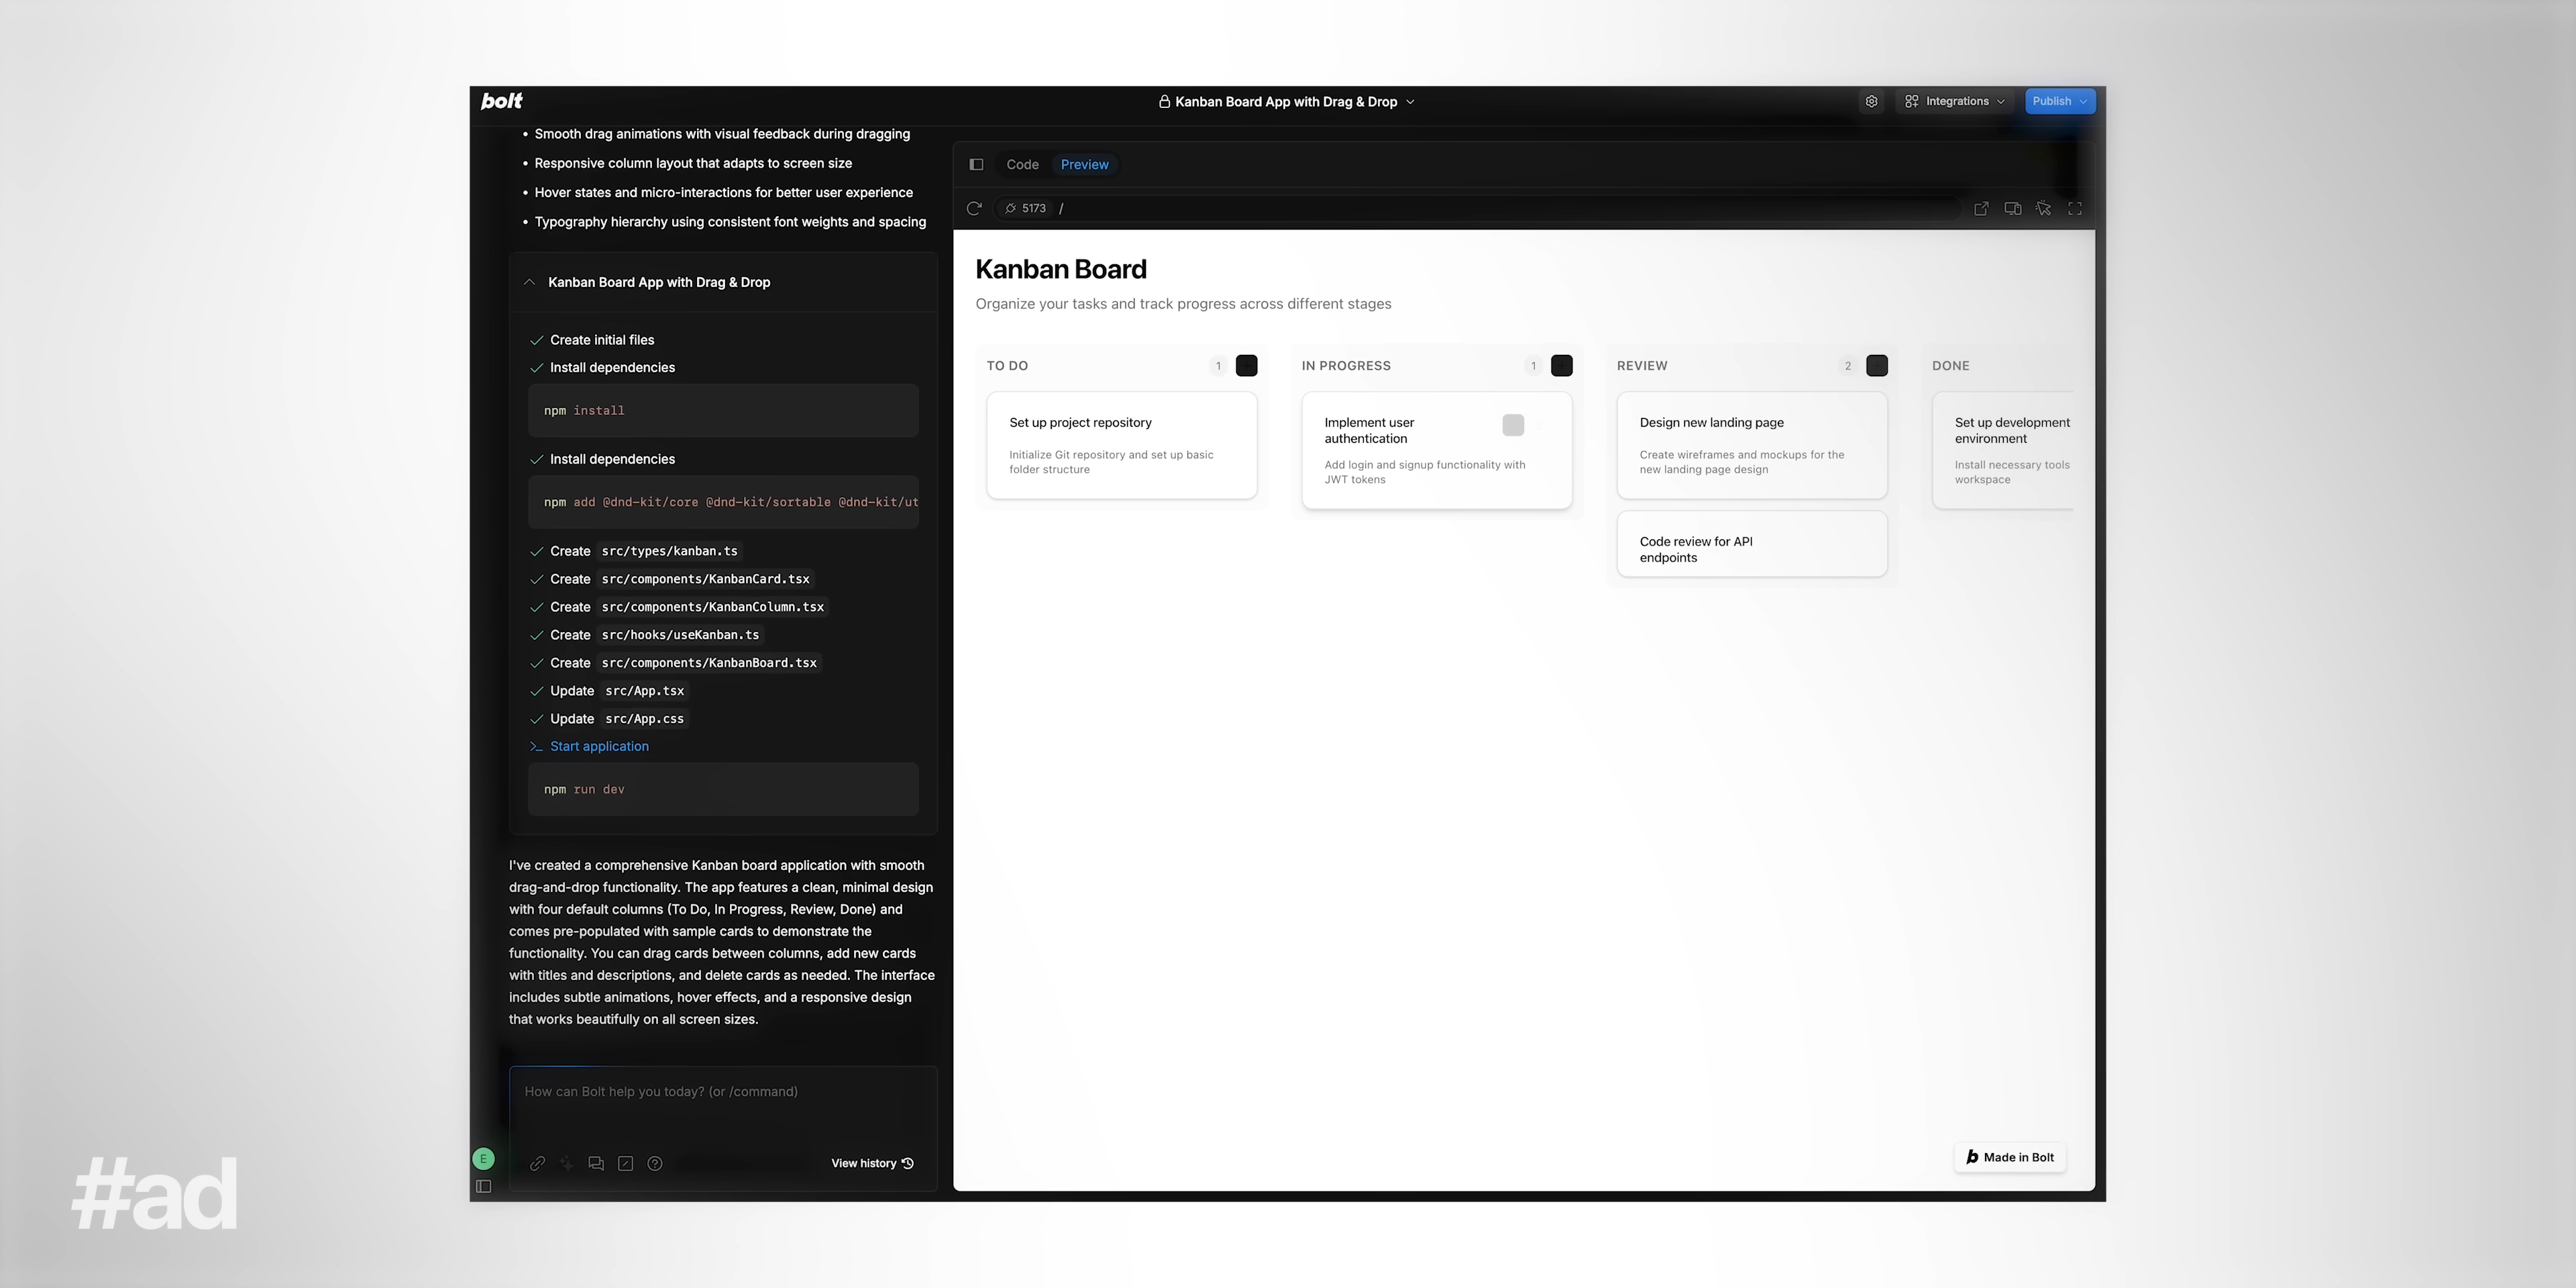 bolt
Kanban Board App with Drag & Drop
Integrations
Publish
• Smooth drag animations with visual feedback during dragging
• Responsive column layout that adapts to screen size
• Hover states and micro-interactions for better user experience
• Typography hierarchy using consistent font weights and spacing
Kanban Board App with Drag & Drop
Create initial files
Install dependencies
npm install
Install dependencies
npm add @dnd-kit/core @dnd-kit/sortable @dnd-kit/ut
Create src/types/kanban.ts
Create src/components/KanbanCard.tsx
Create src/components/KanbanColumn.tsx
Create src/hooks/useKanban.ts
Create src/components/KanbanBoard.tsx
Update src/App.tsx
Update src/App.css
Start application
npm run dev
I've created a comprehensive Kanban board application with smooth
drag-and-drop functionality. The app features a clean, minimal design
with four default columns (To Do, In Progress, Review, Done) and
comes pre-populated with sample cards to demonstrate the
functionality. You can drag cards between columns, add new cards
with titles and descriptions, and delete cards as needed. The interface
includes subtle animations, hover effects, and a responsive design
that works beautifully on all screen sizes.
How can Bolt help you today? (or /command)
View history
E
Code
Preview
5173 /
Kanban Board
Organize your tasks and track progress across different stages
TO DO 1
Set up project repository
Initialize Git repository and set up basic
folder structure
IN PROGRESS 1
Implement user
authentication
Add login and signup functionality with
JWT tokens
REVIEW 2
Design new landing page
Create wireframes and mockups for the
new landing page design
Code review for API
endpoints
DONE
Set up development
environment
Install necessary tools
workspace
b Made in Bolt
#ad